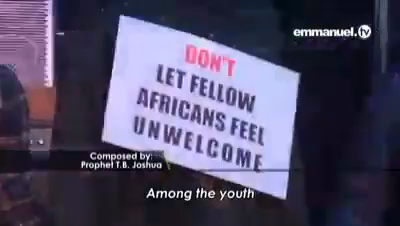 emmanuel.tv
DON'T
LET FELLOW
AFRICANS FEEL
UNWELCOME
Composed by:
Prophet T.B. Joshua
Among the youth